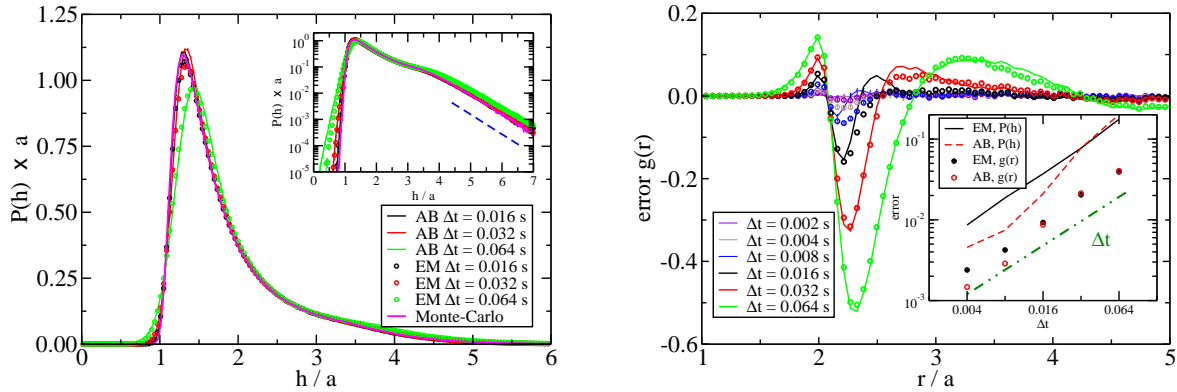 P(h) x a
1.25
1.00
0.75
0.50
0.25
0.00
0
1
2
3
4
5
6
h / a
P(h) x a
10^0
10^-1
10^-2
10^-3
10^-4
10^-5
0
1
2
3
4
5
6
7
h / a
AB Δt = 0.016 s
AB Δt = 0.032 s
AB Δt = 0.064 s
EM Δt = 0.016 s
EM Δt = 0.032 s
EM Δt = 0.064 s
Monte-Carlo
error g(r)
0.2
0.0
-0.2
-0.4
-0.6
1
2
3
4
5
r / a
Δt = 0.002 s
Δt = 0.004 s
Δt = 0.008 s
Δt = 0.016 s
Δt = 0.032 s
Δt = 0.064 s
EM, P(h)
AB, P(h)
EM, g(r)
AB, g(r)
error
10^-1
10^-2
10^-3
0.004
0.016
0.064
Δt
Δt